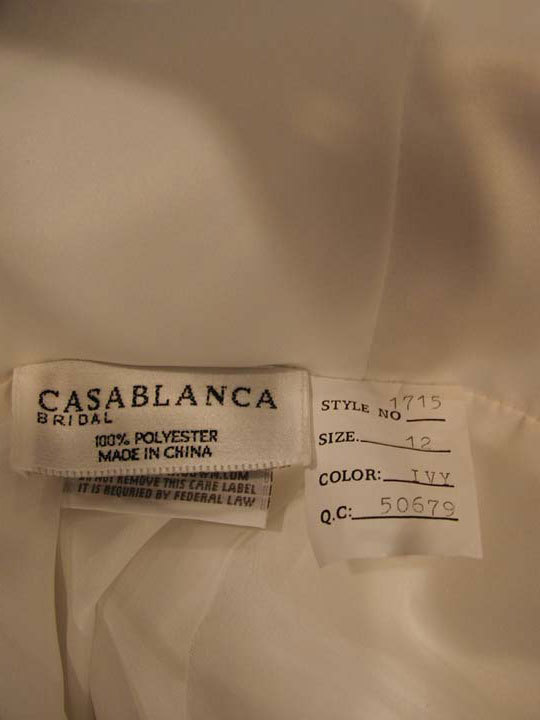 CASABLANCA
BRIDAL
100% POLYESTER
MADE IN CHINA
DO NOT REMOVE THIS CARE LABEL
IT IS REQURIED BY FEDERAL LAW
STYLE NO 1715
SIZE. 12
COLOR: IVY
Q.C: 50679